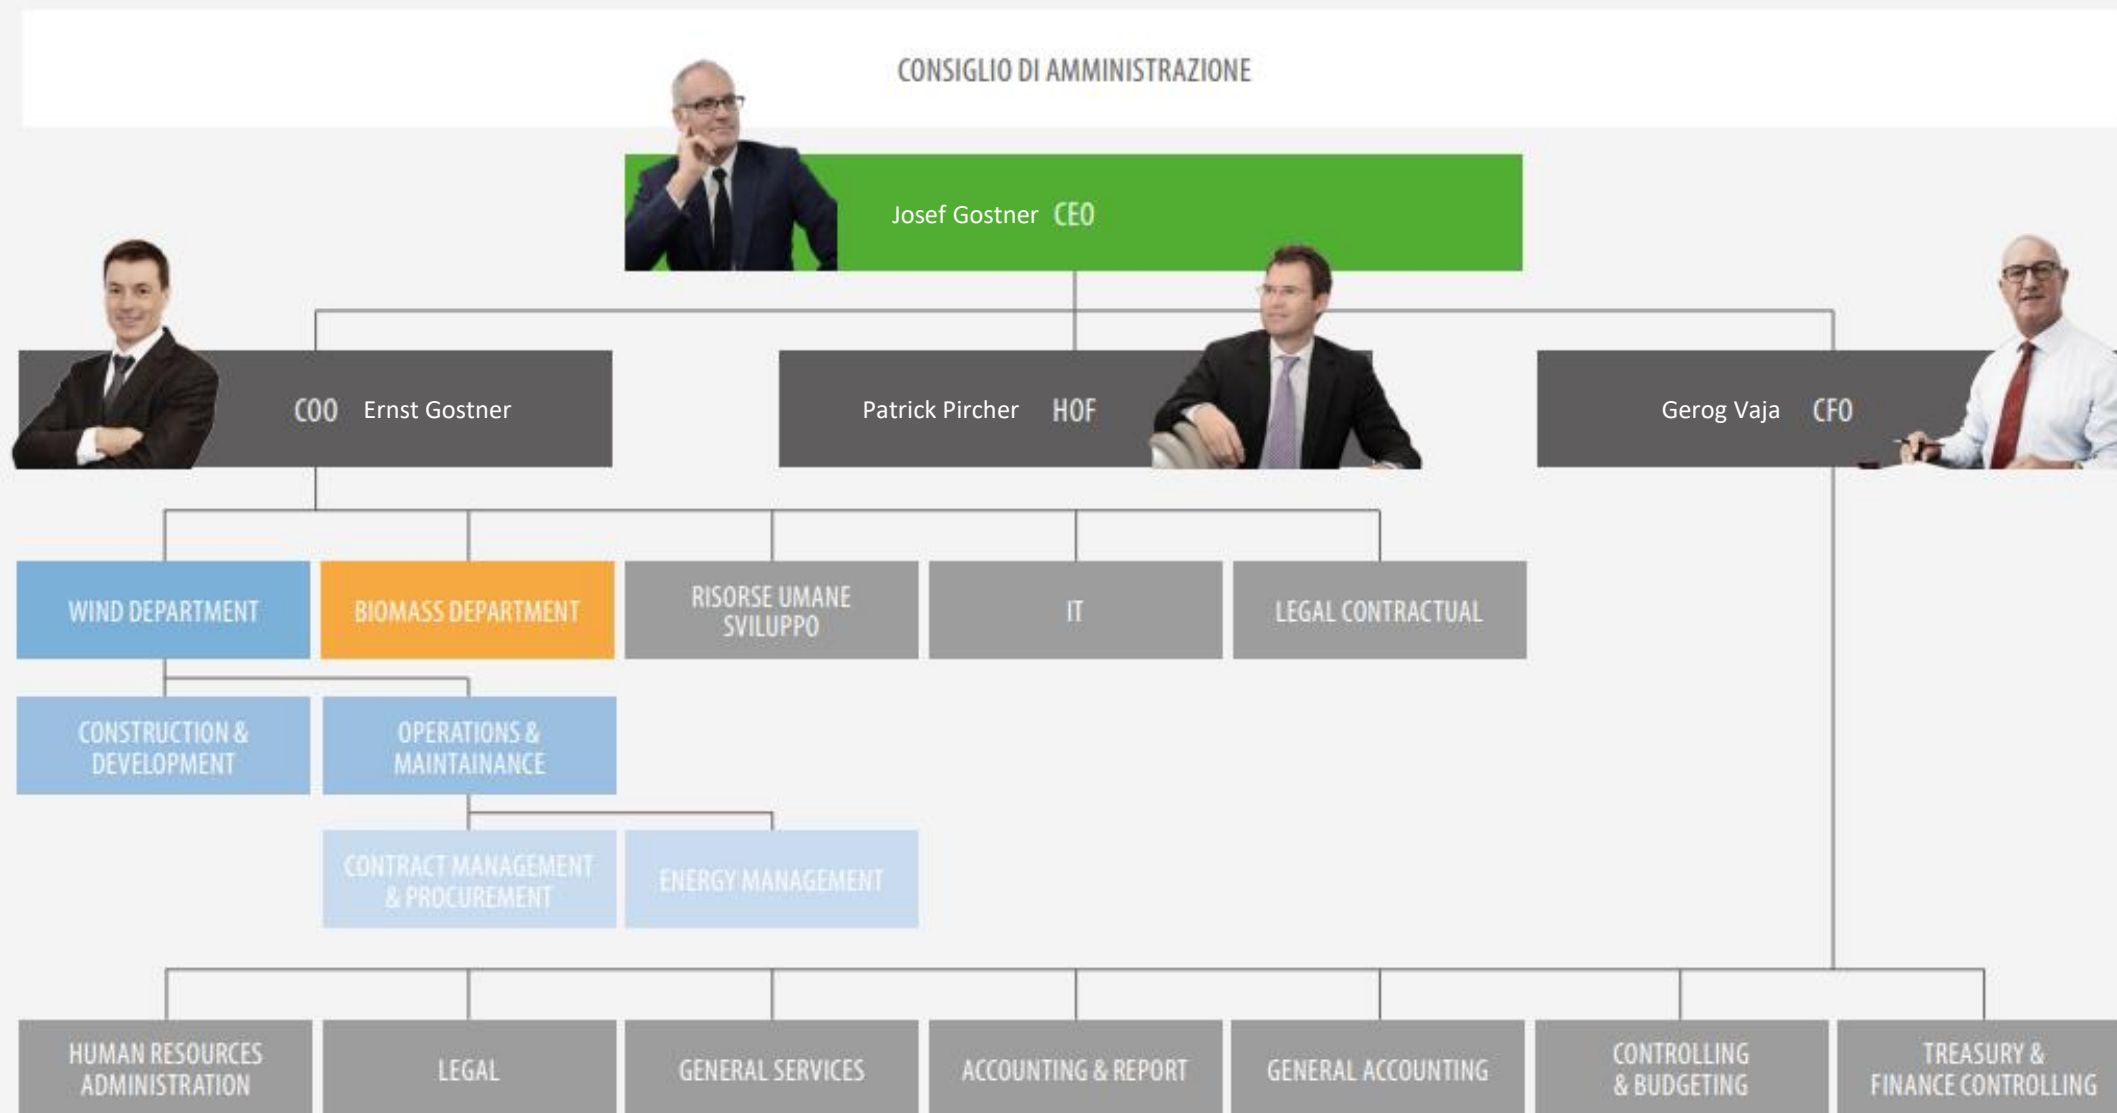 CONSIGLIO DI AMMINISTRAZIONE
Josef Gostner CEO
COO Ernst Gostner
Patrick Pircher HOF
Gerog Vaja CFO
WIND DEPARTMENT
BIOMASS DEPARTMENT
RISORSE UMANE
SVILUPPO
IT
LEGAL CONTRACTUAL
CONSTRUCTION &
DEVELOPMENT
OPERATIONS &
MAINTAINANCE
CONTRACT MANAGEMENT
& PROCUREMENT
ENERGY MANAGEMENT
HUMAN RESOURCES
ADMINISTRATION
LEGAL
GENERAL SERVICES
ACCOUNTING & REPORT
GENERAL ACCOUNTING
CONTROLLING
& BUDGETING
TREASURY &
FINANCE CONTROLLING